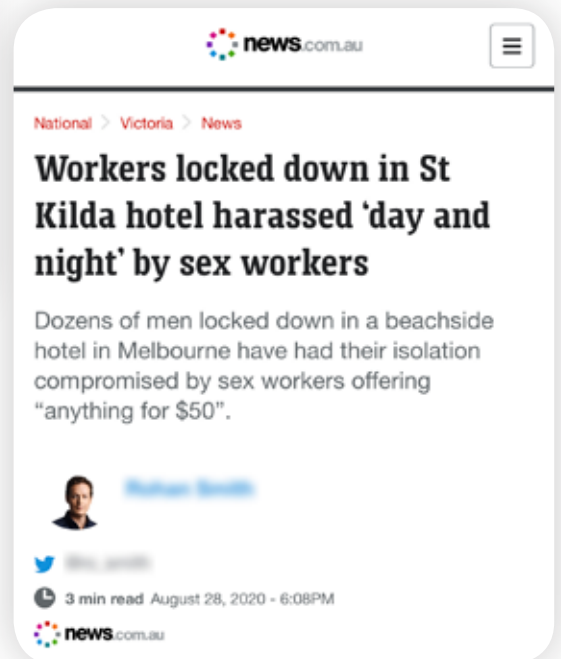 news.com.au
National > Victoria > News
Workers locked down in St
Kilda hotel harassed ‘day and
night’ by sex workers
Dozens of men locked down in a beachside
hotel in Melbourne have had their isolation
compromised by sex workers offering
“anything for $50”.
3 min read August 28, 2020 - 6:08PM
news.com.au